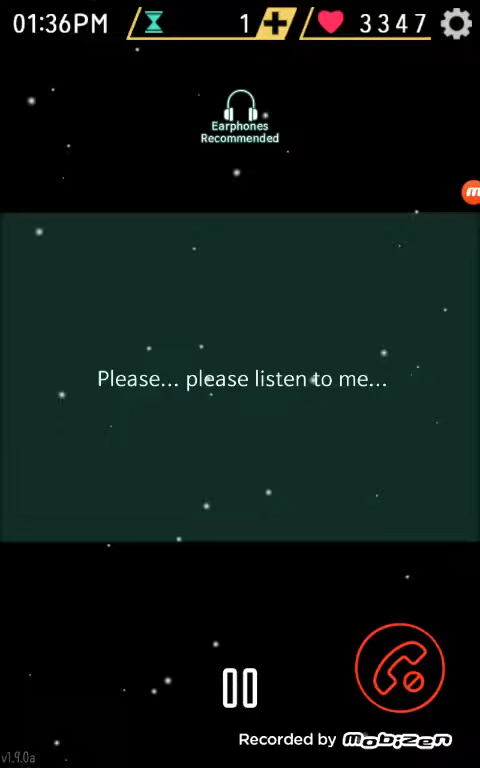 01:36PM
1
3347
Earphones
Recommended
Please... please listen to me...
Recorded by Mobizen
v1.9.0a